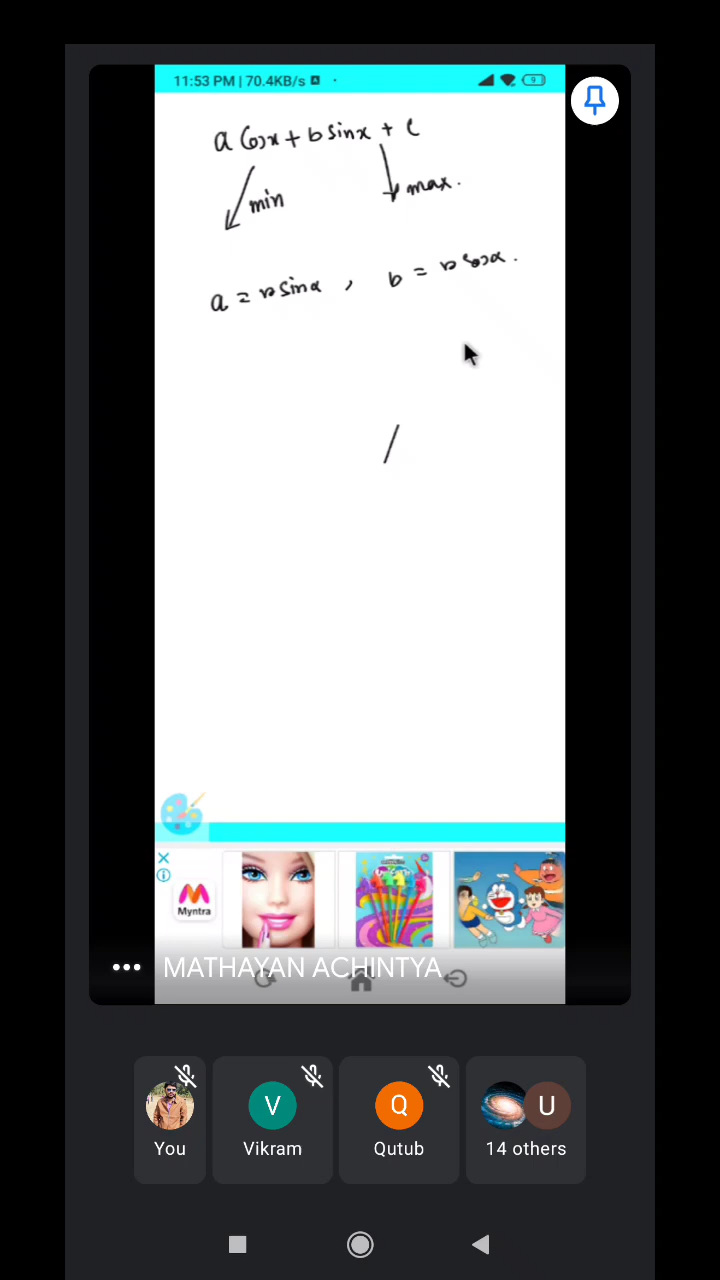 11:53 PM | 70.4KB/s
9
a Cosx + b sinx + c
min
max.
a = r sinα , b = r cosα .
Myntra
MATHAYAN ACHINTYA
V
Q
U
You
Vikram
Qutub
14 others